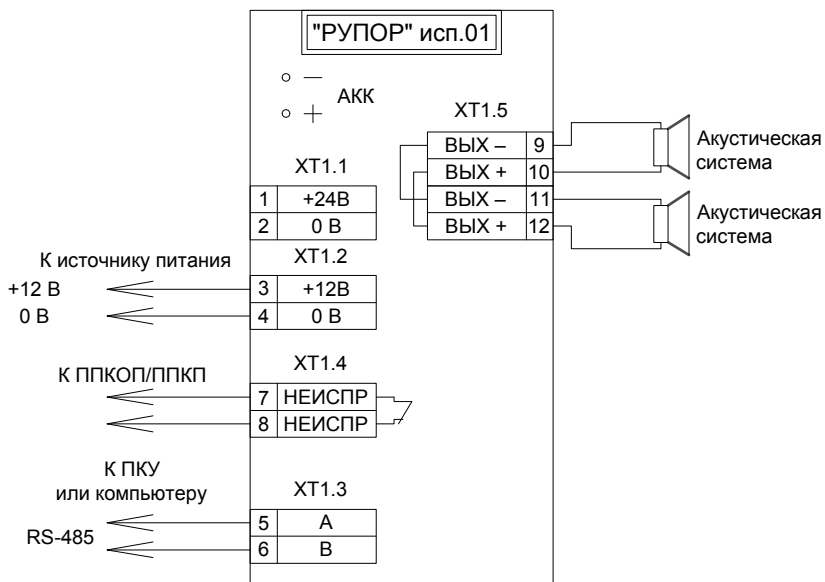 "РУПОР" исп.01
–
+
АКК
XT1.5
ВЫХ – 9
ВЫХ + 10
ВЫХ – 11
ВЫХ + 12
Акустическая
система
Акустическая
система
XT1.1
1 +24В
2 0 В
XT1.2
К источнику питания
+12 В
0 В
3 +12В
4 0 В
XT1.4
К ППКОП/ППКП
7 НЕИСПР
8 НЕИСПР
К ПКУ
или компьютеру
XT1.3
RS-485
5 А
6 В